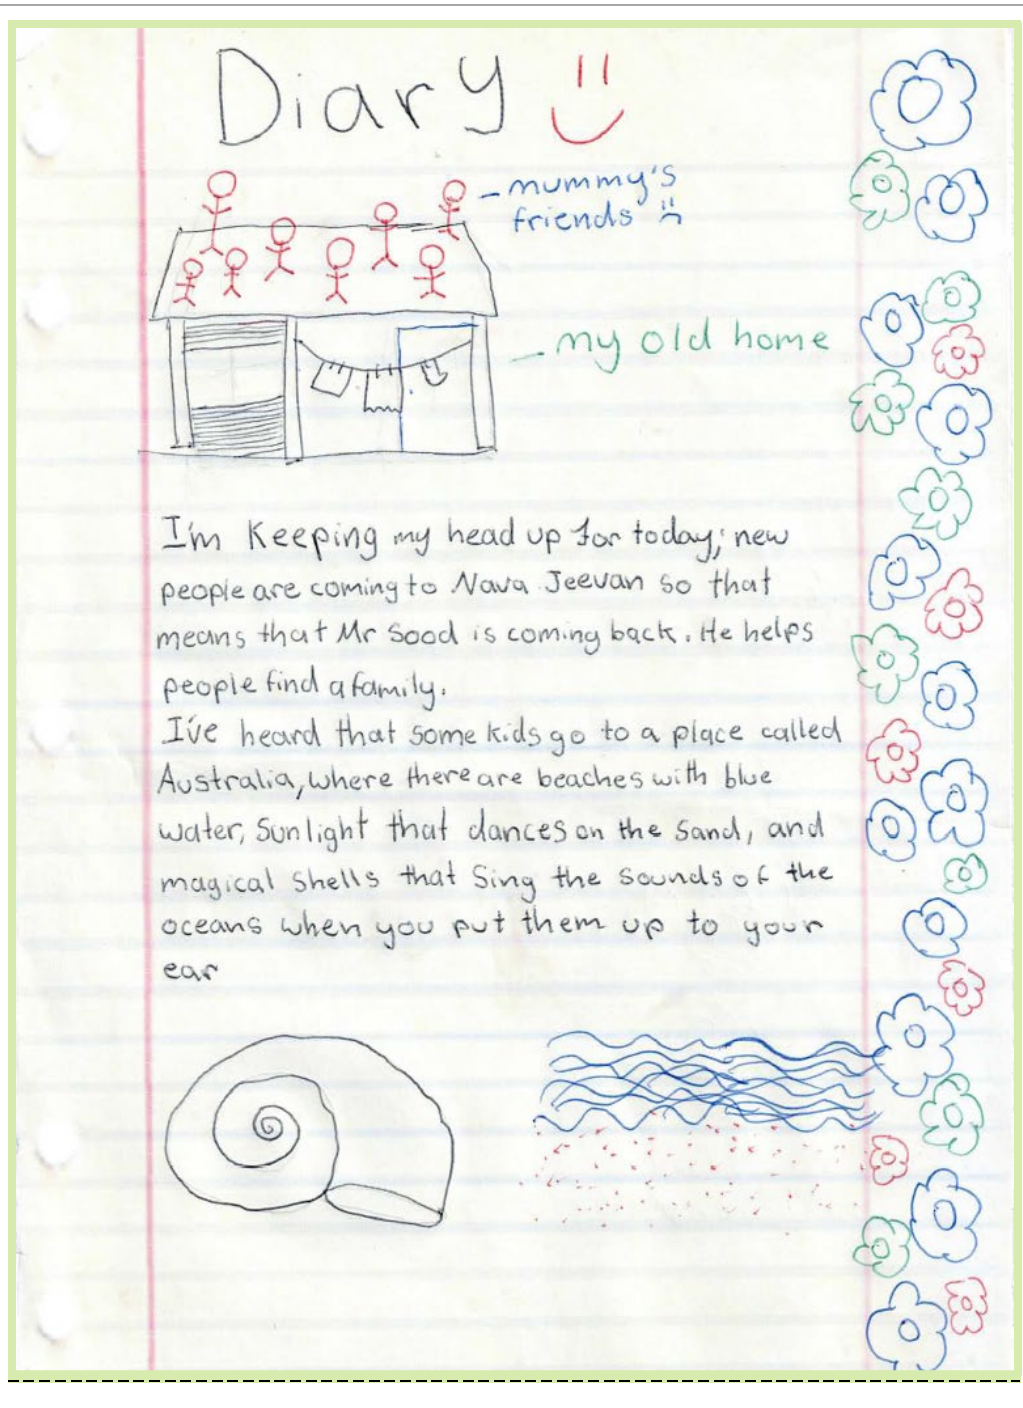 Diary
mummy's
friends
my old home
I'm Keeping my head up for today; new
people are coming to Nava Jeevan so that
means that Mr Sood is coming back. He helps
people find a family.
I've heard that some kids go to a place called
Australia, where there are beaches with blue
water, sunlight that dances on the sand, and
magical shells that sing the sounds of the
oceans when you put them up to your
ear